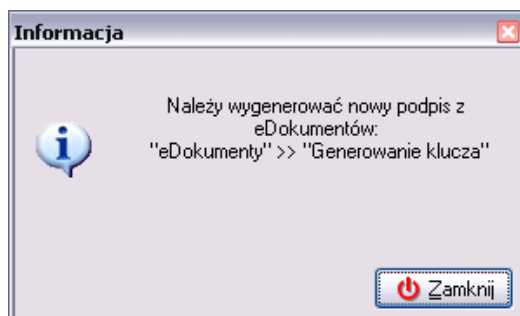 Informacja
Należy wygenerować nowy podpis z
eDokumentów:
"eDokumenty" >> "Generowanie klucza"
Zamknij